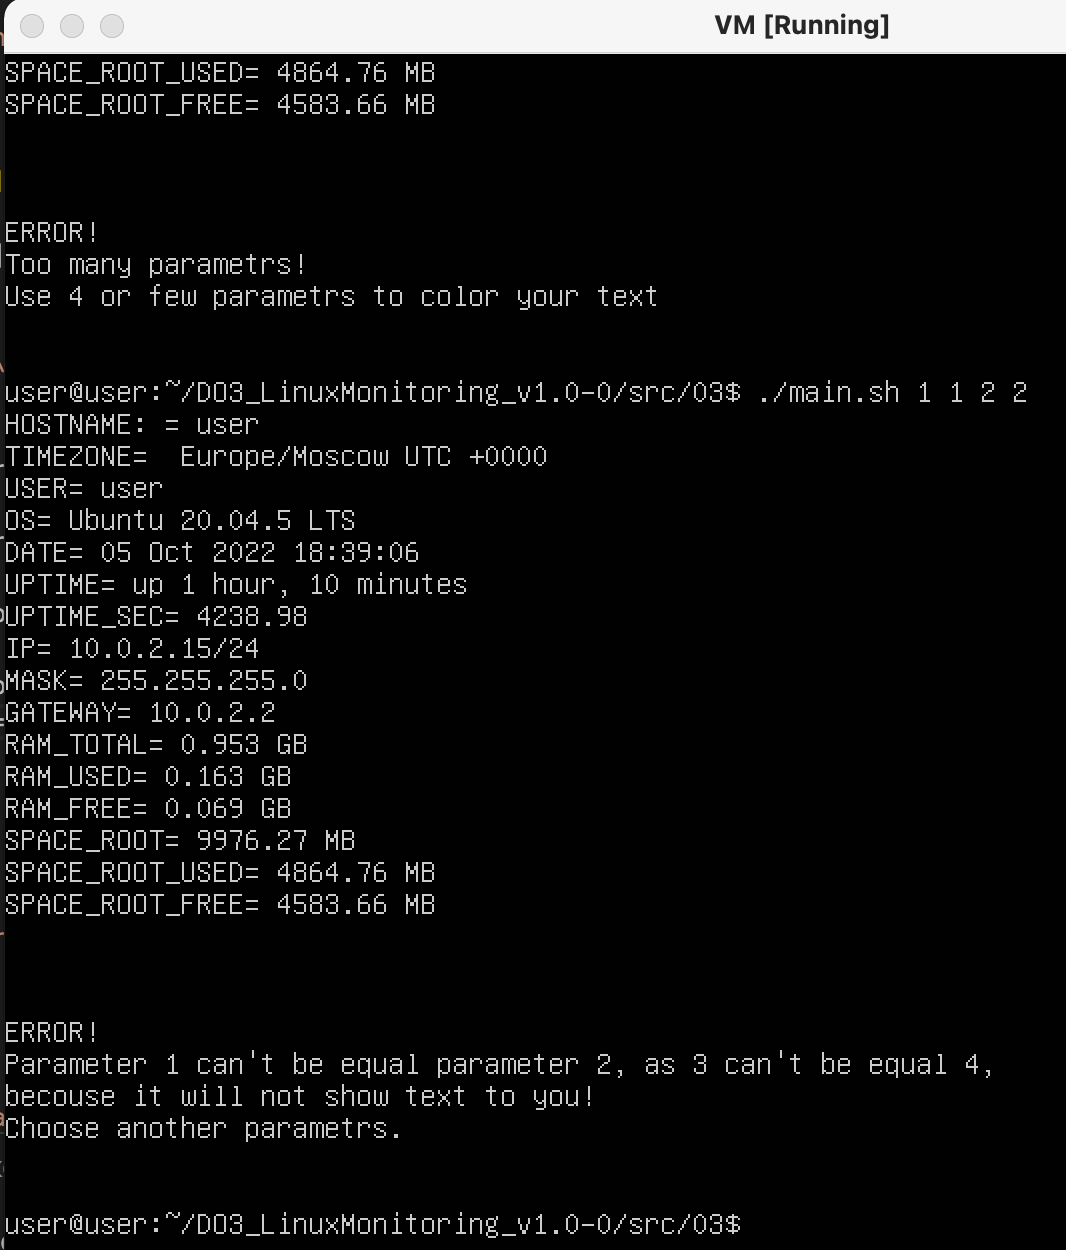 VM [Running]
SPACE_ROOT_USED= 4864.76 MB
SPACE_ROOT_FREE= 4583.66 MB
ERROR!
Too many parametrs!
Use 4 or few parametrs to color your text
user@user:~/DO3_LinuxMonitoring_v1.0-0/src/03$ ./main.sh 1 1 2 2
HOSTNAME: = user
TIMEZONE=  Europe/Moscow UTC +0000
USER= user
OS= Ubuntu 20.04.5 LTS
DATE= 05 Oct 2022 18:39:06
UPTIME= up 1 hour, 10 minutes
UPTIME_SEC= 4238.98
IP= 10.0.2.15/24
MASK= 255.255.255.0
GATEWAY= 10.0.2.2
RAM_TOTAL= 0.953 GB
RAM_USED= 0.163 GB
RAM_FREE= 0.069 GB
SPACE_ROOT= 9976.27 MB
SPACE_ROOT_USED= 4864.76 MB
SPACE_ROOT_FREE= 4583.66 MB
ERROR!
Parameter 1 can't be equal parameter 2, as 3 can't be equal 4,
becouse it will not show text to you!
Choose another parametrs.
user@user:~/DO3_LinuxMonitoring_v1.0-0/src/03$